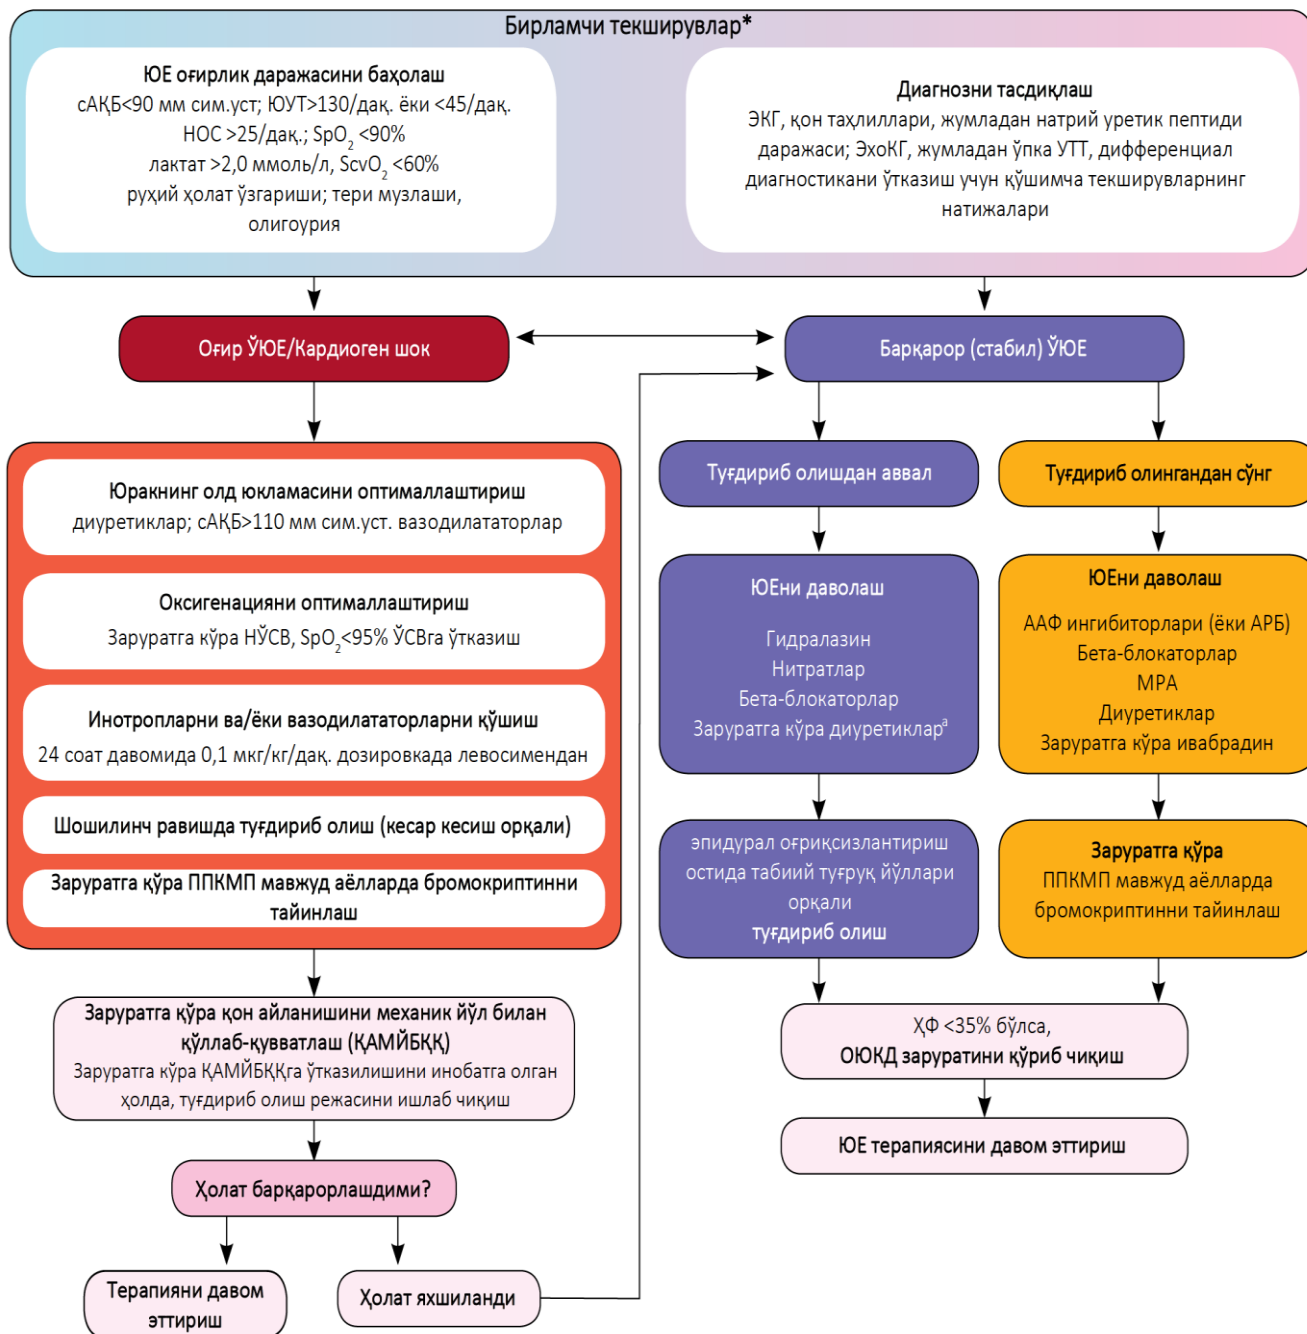 Бирламчи текширувлар*
ЮЕ оғирлик даражасини баҳолаш
сАҚБ<90 мм сим.уст; ЮУТ>130/дақ. ёки <45/дақ.
НОС >25/дақ.; SpO₂ <90%
лактат >2,0 ммоль/л, ScvO₂ <60%
руҳий ҳолат ўзгариши; тери музлаши,
олигоурия
Диагнозни тасдиқлаш
ЭКГ, қон таҳлиллари, жумладан натрий уретик пептиди
даражаси; ЭхоКГ, жумладан ўпка УТТ, дифференциал
диагностикани ўтказиш учун қўшимча текширувларнинг
натижалари
Оғир ЎЮЕ/Кардиоген шок
Барқарор (стабил) ЎЮЕ
Юракнинг олд юкламасини оптималлаштириш
диуретиклар; сАҚБ>110 мм сим.уст. вазодилататорлар
Оксигенацияни оптималлаштириш
Заруратга кўра НЎСВ, SpO₂<95% ЎСВга ўтказиш
Инотропларни ва/ёки вазодилататорларни қўшиш
24 соат давомида 0,1 мкг/кг/дақ. дозировкада левосимендан
Шошилинч равишда туғдириб олиш (кесар кесиш орқали)
Заруратга кўра ППКМП мавжуд аёлларда бромокриптинни
тайинлаш
Заруратга қўра қон айланишини механик йўл билан
қўллаб-қувватлаш (ҚАМЙБҚҚ)
Заруратга кўра ҚАМЙБҚҚга ўтказилишини инобатга олган
ҳолда, туғдириб олиш режасини ишлаб чиқиш
Ҳолат барқарорлашдими?
Терапияни давом
эттириш
Ҳолат яхшиланди
Туғдириб олишдан аввал
ЮЕни даволаш
Гидралазин
Нитратлар
Бета-блокаторлар
Заруратга кўра диуретикларᵃ
эпидурал оғриқсизлантириш
остида табиий туғруқ йўллари
орқали
туғдириб олиш
Туғдириб олингандан сўнг
ЮЕни даволаш
ААФ ингибиторлари (ёки АРБ)
Бета-блокаторлар
МРА
Диуретиклар
Заруратга кўра ивабрадин
Заруратга қўра
ППКМП мавжуд аёлларда
бромокриптинни тайинлаш
ҲФ <35% бўлса,
ОЮКД заруратини қўриб чиқиш
ЮЕ терапиясини давом эттириш